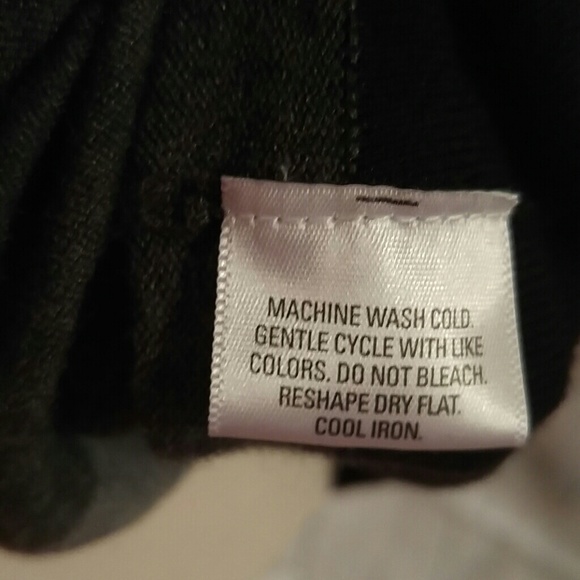 MACHINE WASH COLD.
GENTLE CYCLE WITH LIKE
COLORS. DO NOT BLEACH.
RESHAPE DRY FLAT.
COOL IRON.